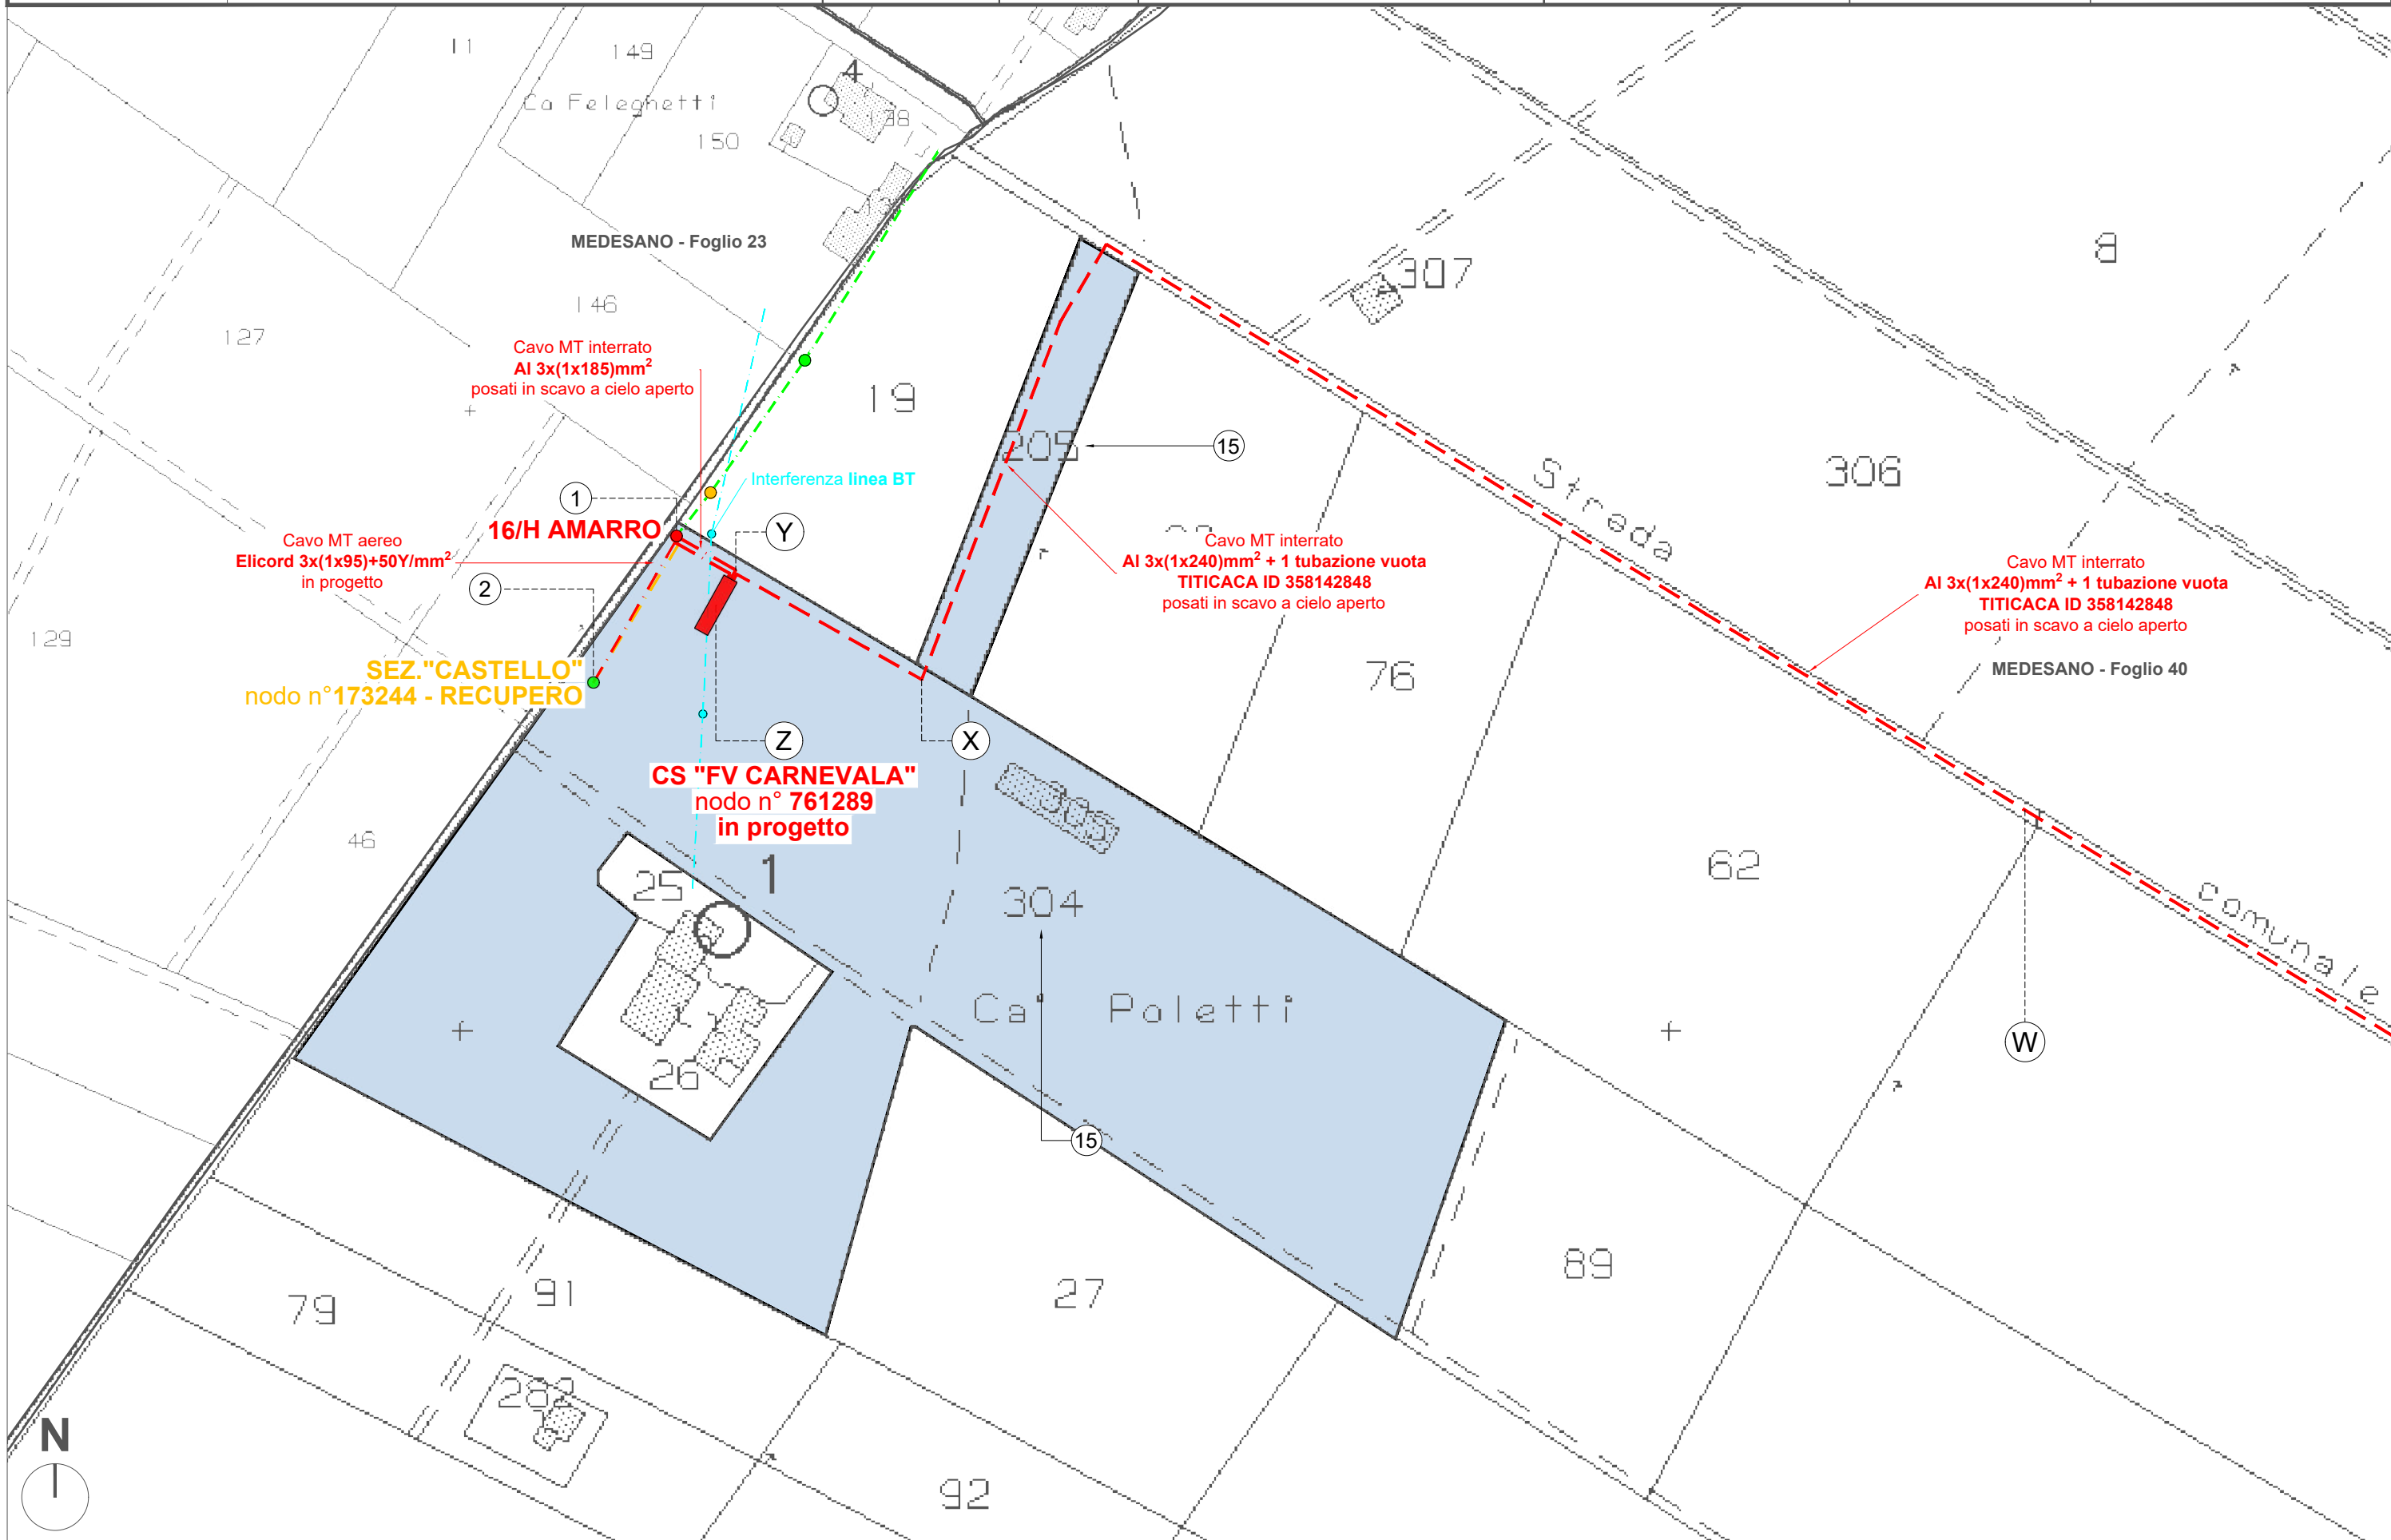 11
149
4
Ca Feleghetti
38
150
MEDESANO - Foglio 23
8
307
146
127
Cavo MT interrato
Al 3x(1x185)mm²
posati in scavo a cielo aperto
19
205
15
306
Strada
Interferenza linea BT
1
16/H AMARRO
Y
Cavo MT aereo
Elicord 3x(1x95)+50Y/mm²
in progetto
2
Cavo MT interrato
Al 3x(1x240)mm² + 1 tubazione vuota
TITICACA ID 358142848
posati in scavo a cielo aperto
Cavo MT interrato
Al 3x(1x240)mm² + 1 tubazione vuota
TITICACA ID 358142848
posati in scavo a cielo aperto
129
SEZ."CASTELLO"
nodo n°173244 - RECUPERO
76
MEDESANO - Foglio 40
Z
X
CS "FV CARNEVALA"
nodo n° 761289
in progetto
305
46
62
1
25
304
comunale
Ca' Poletti
W
26
15
89
91
27
79
282
N
92